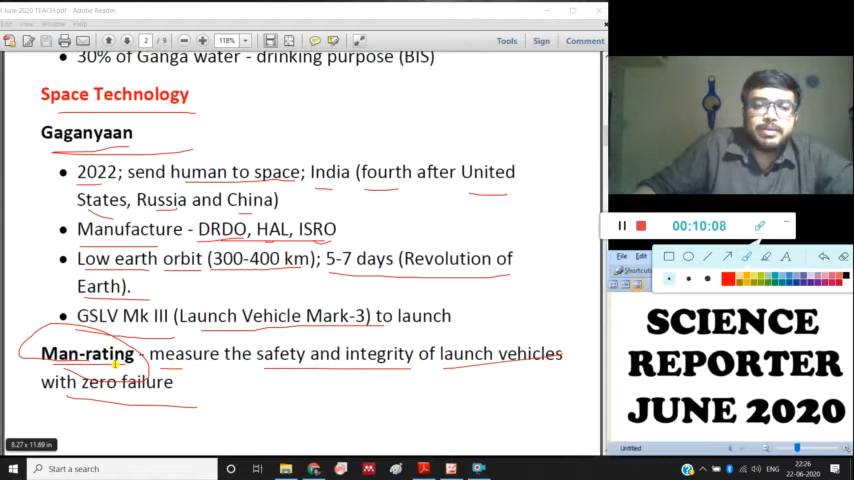 June 2020 TEACH.pdf - Adobe Reader
Edit View Window Help
2 / 9 118% Tools Sign Comment
30% of Ganga water - drinking purpose (BIS)
Space Technology
Gaganyaan
2022; send human to space; India (fourth after United
States, Russia and China)
Manufacture - DRDO, HAL, ISRO
Low earth orbit (300-400 km); 5-7 days (Revolution of
Earth).
GSLV Mk III (Launch Vehicle Mark-3) to launch
Man-rating - measure the safety and integrity of launch vehicles
with zero failure
8.27 x 11.69 in
00:10:08
File Edit
Shortcuts
SCIENCE
REPORTER
JUNE 2020
Untitled
Start a search
ENG
22:26
22-06-2020